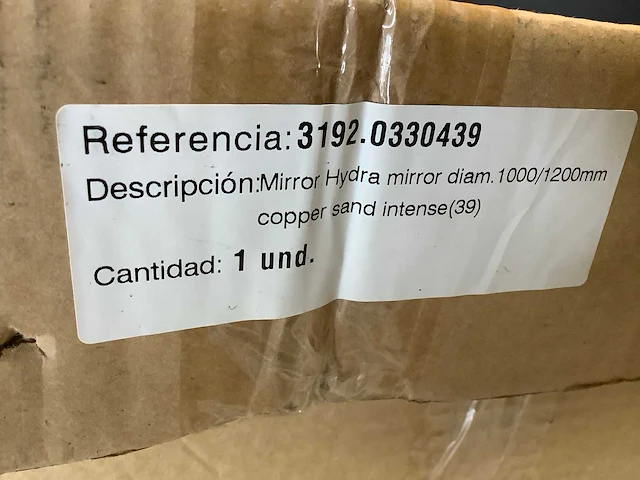 Referencia: 3192.0330439
Descripción:Mirror Hydra mirror diam.1000/1200mm
copper sand intense(39)
Cantidad: 1 und.